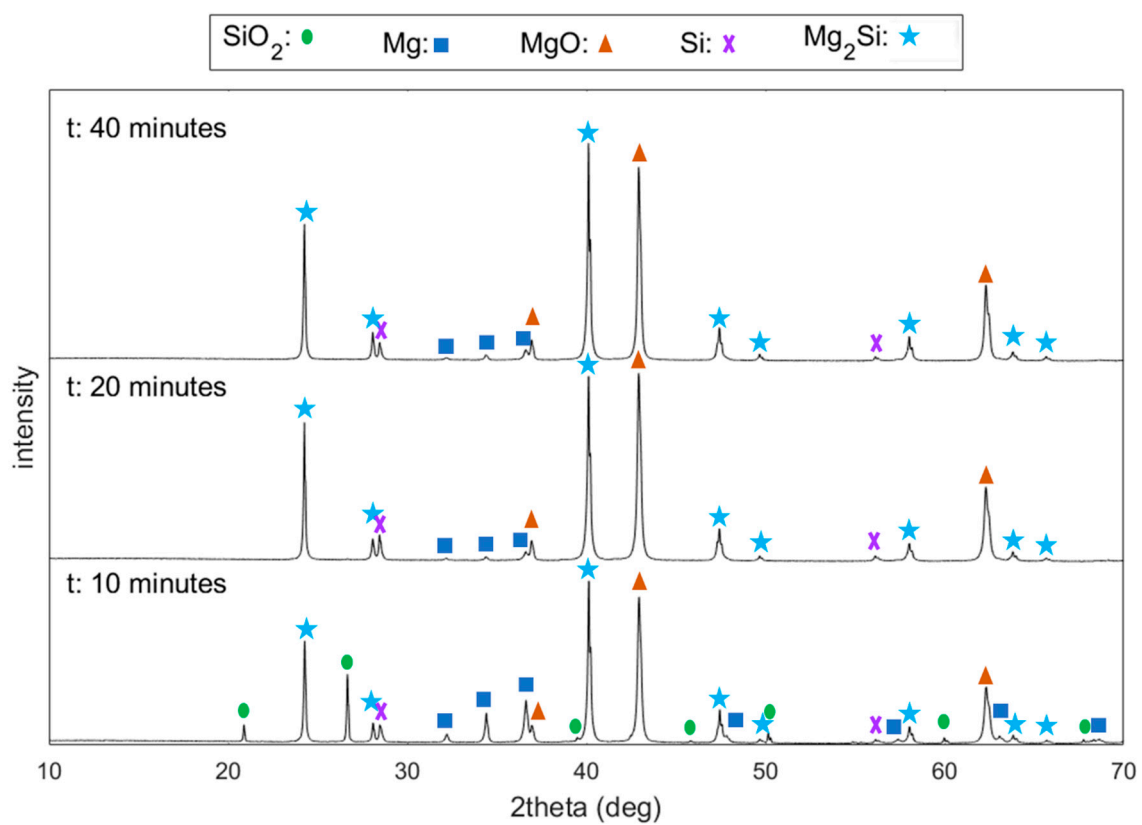 SiO2: Mg: MgO: Si: Mg2Si:
t: 40 minutes
t: 20 minutes
t: 10 minutes
intensity
10 20 30 40 50 60 70
2theta (deg)